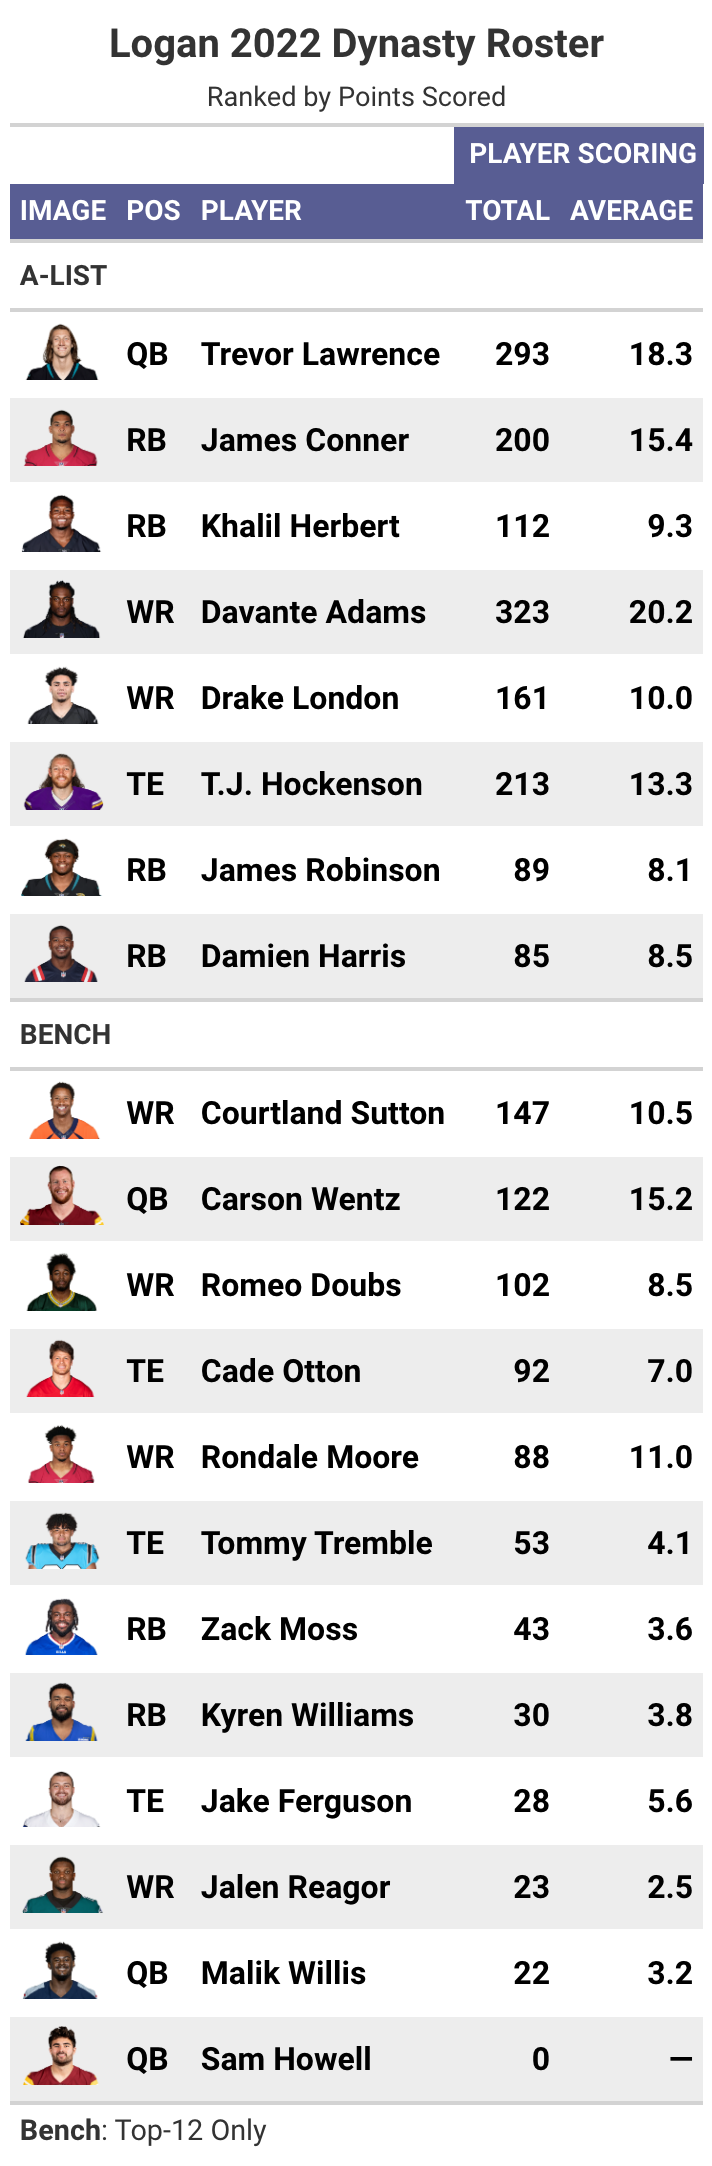 Logan 2022 Dynasty Roster
Ranked by Points Scored
PLAYER SCORING
IMAGE POS PLAYER TOTAL AVERAGE
A-LIST
QB Trevor Lawrence 293 18.3
RB James Conner 200 15.4
RB Khalil Herbert 112 9.3
WR Davante Adams 323 20.2
WR Drake London 161 10.0
TE T.J. Hockenson 213 13.3
RB James Robinson 89 8.1
RB Damien Harris 85 8.5
BENCH
WR Courtland Sutton 147 10.5
QB Carson Wentz 122 15.2
WR Romeo Doubs 102 8.5
TE Cade Otton 92 7.0
WR Rondale Moore 88 11.0
TE Tommy Tremble 53 4.1
RB Zack Moss 43 3.6
RB Kyren Williams 30 3.8
TE Jake Ferguson 28 5.6
WR Jalen Reagor 23 2.5
QB Malik Willis 22 3.2
QB Sam Howell 0 —
Bench: Top-12 Only